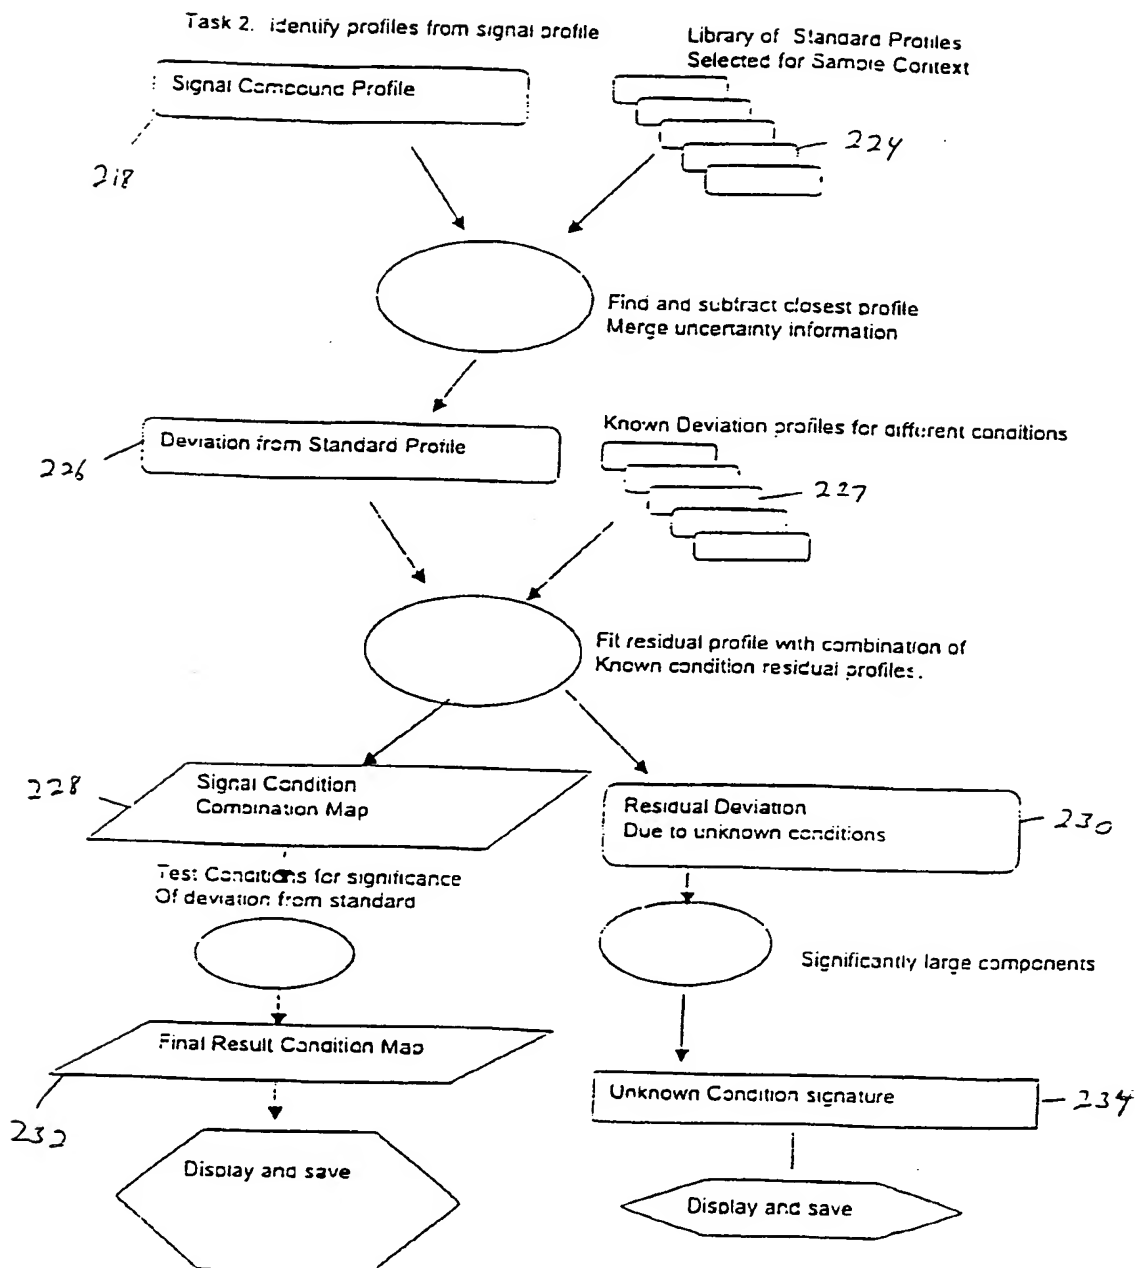 Task 2. Identify profiles from signal profile
Library of Standard Profiles
Selected for Sample Context
Signal Compound Profile
218
224
Find and subtract closest profile
Merge uncertainty information
Deviation from Standard Profile
226
Known Deviation profiles for different conditions
227
Fit residual profile with combination of
Known condition residual profiles.
Signal Condition
Combination Map
228
Residual Deviation
Due to unknown conditions
230
Test Conditions for significance
Of deviation from standard
Significantly large components
Final Result Condition Map
232
Unknown Condition signature
234
Display and save
Display and save